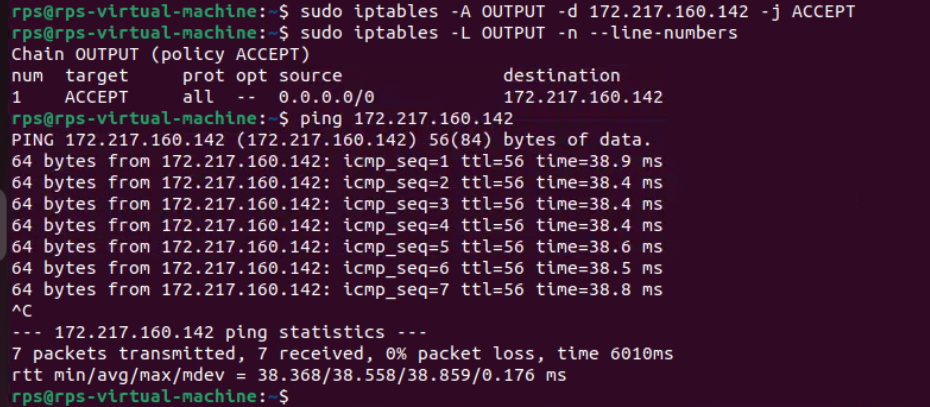 rps@rps-virtual-machine:~$ sudo iptables -A OUTPUT -d 172.217.160.142 -j ACCEPT
rps@rps-virtual-machine:~$ sudo iptables -L OUTPUT -n --line-numbers
Chain OUTPUT (policy ACCEPT)
num  target     prot opt source               destination
1    ACCEPT     all  --  0.0.0.0/0            172.217.160.142
rps@rps-virtual-machine:~$ ping 172.217.160.142
PING 172.217.160.142 (172.217.160.142) 56(84) bytes of data.
64 bytes from 172.217.160.142: icmp_seq=1 ttl=56 time=38.9 ms
64 bytes from 172.217.160.142: icmp_seq=2 ttl=56 time=38.4 ms
64 bytes from 172.217.160.142: icmp_seq=3 ttl=56 time=38.4 ms
64 bytes from 172.217.160.142: icmp_seq=4 ttl=56 time=38.4 ms
64 bytes from 172.217.160.142: icmp_seq=5 ttl=56 time=38.6 ms
64 bytes from 172.217.160.142: icmp_seq=6 ttl=56 time=38.5 ms
64 bytes from 172.217.160.142: icmp_seq=7 ttl=56 time=38.8 ms
^C
--- 172.217.160.142 ping statistics ---
7 packets transmitted, 7 received, 0% packet loss, time 6010ms
rtt min/avg/max/mdev = 38.368/38.558/38.859/0.176 ms
rps@rps-virtual-machine:~$